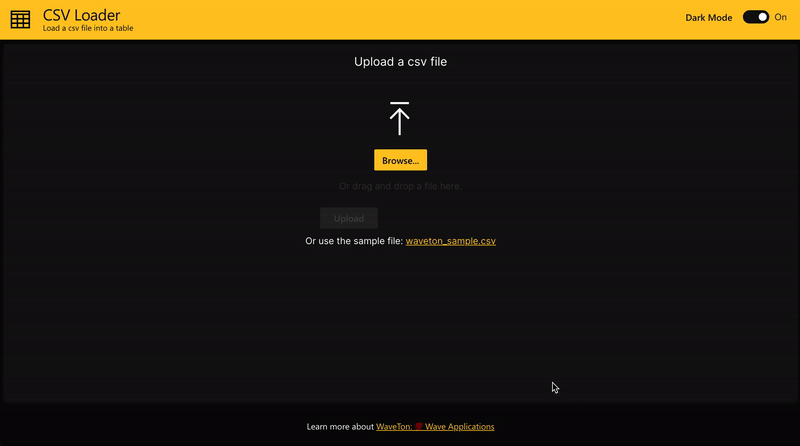 CSV Loader
Load a csv file into a table
Dark Mode On
Upload a csv file
Browse...
Or drag and drop a file here.
Upload
Or use the sample file: waveton_sample.csv
Learn more about WaveTon: 💯 Wave Applications